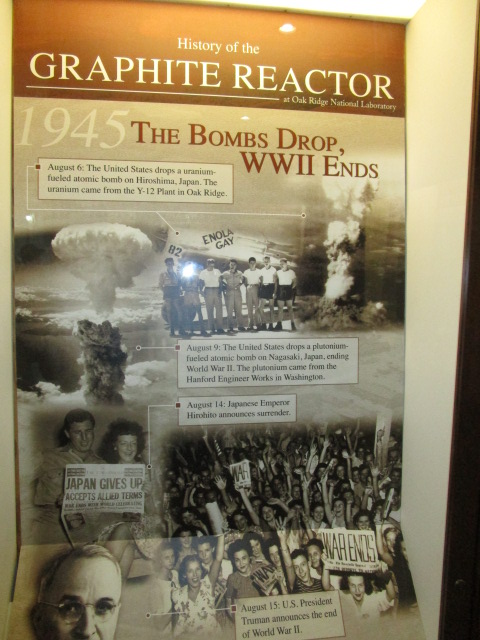 History of the
GRAPHITE REACTOR
at Oak Ridge National Laboratory
1945 THE BOMBS DROP,
WWII ENDS
August 6: The United States drops a uranium-
fueled atomic bomb on Hiroshima, Japan. The
uranium came from the Y-12 Plant in Oak Ridge.
82
ENOLA
GAY
August 9: The United States drops a plutonium-
fueled atomic bomb on Nagasaki, Japan, ending
World War II. The plutonium came from the
Hanford Engineer Works in Washington.
August 14: Japanese Emperor
Hirohito announces surrender.
JAPAN GIVES UP
ACCEPTS ALLIED TERMS
WAR ENDS
August 15: U.S. President
Truman announces the end
of World War II.